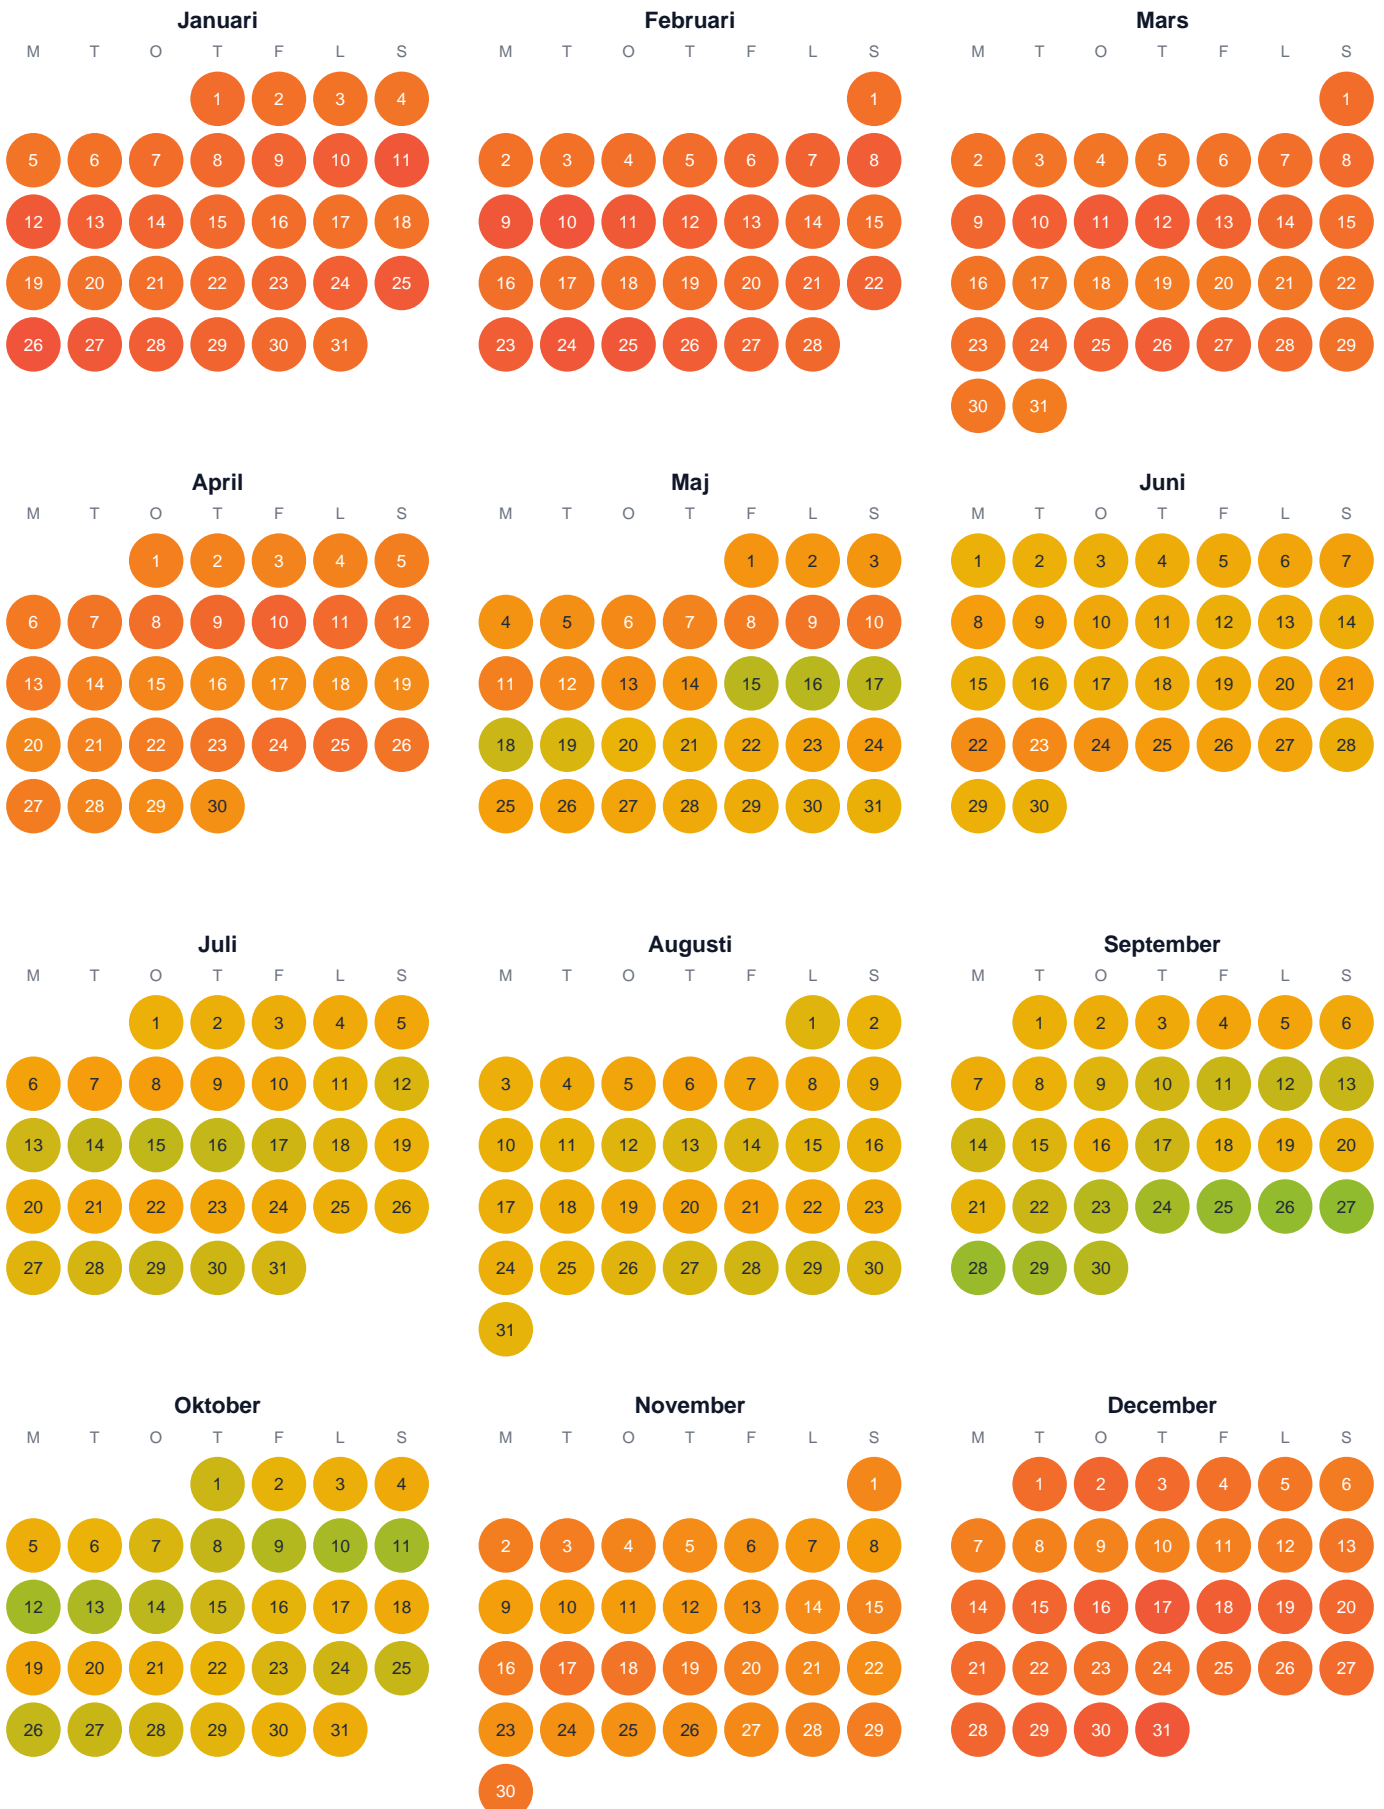 Januari Februari Mars
M T O T F L S M T O T F L S M T O T F L S
1 2 3 4 1 1
5 6 7 8 9 10 11 2 3 4 5 6 7 8 2 3 4 5 6 7 8
12 13 14 15 16 17 18 9 10 11 12 13 14 15 9 10 11 12 13 14 15
19 20 21 22 23 24 25 16 17 18 19 20 21 22 16 17 18 19 20 21 22
26 27 28 29 30 31 23 24 25 26 27 28 23 24 25 26 27 28 29
30 31
April Maj Juni
M T O T F L S M T O T F L S M T O T F L S
1 2 3 4 5 1 2 3 1 2 3 4 5 6 7
6 7 8 9 10 11 12 4 5 6 7 8 9 10 8 9 10 11 12 13 14
13 14 15 16 17 18 19 11 12 13 14 15 16 17 15 16 17 18 19 20 21
20 21 22 23 24 25 26 18 19 20 21 22 23 24 22 23 24 25 26 27 28
27 28 29 30 25 26 27 28 29 30 31 29 30
Juli Augusti September
M T O T F L S M T O T F L S M T O T F L S
1 2 3 4 5 1 2 1 2 3 4 5 6
6 7 8 9 10 11 12 3 4 5 6 7 8 9 7 8 9 10 11 12 13
13 14 15 16 17 18 19 10 11 12 13 14 15 16 14 15 16 17 18 19 20
20 21 22 23 24 25 26 17 18 19 20 21 22 23 21 22 23 24 25 26 27
27 28 29 30 31 24 25 26 27 28 29 30 28 29 30
31
Oktober November December
M T O T F L S M T O T F L S M T O T F L S
1 2 3 4 1 1 2 3 4 5 6
5 6 7 8 9 10 11 2 3 4 5 6 7 8 7 8 9 10 11 12 13
12 13 14 15 16 17 18 9 10 11 12 13 14 15 14 15 16 17 18 19 20
19 20 21 22 23 24 25 16 17 18 19 20 21 22 21 22 23 24 25 26 27
26 27 28 29 30 31 23 24 25 26 27 28 29 28 29 30 31
30